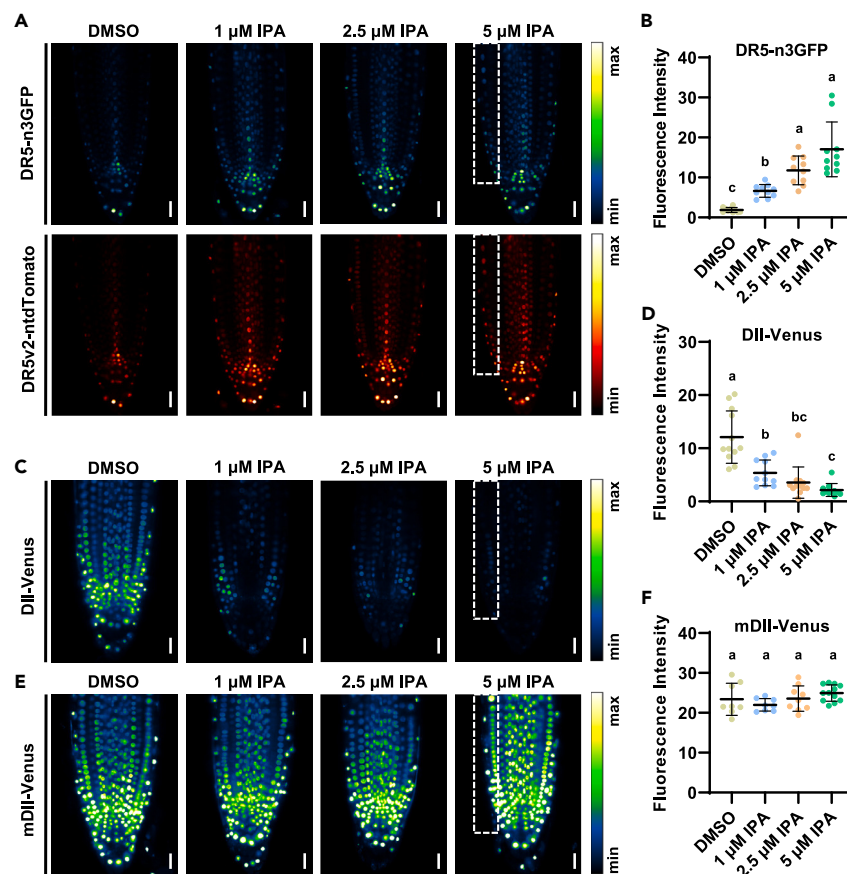 A
DMSO
1 µM IPA
2.5 µM IPA
5 µM IPA
DR5-n3GFP
max
min
DR5v2-ntdTomato
max
min
B
DR5-n3GFP
Fluorescence Intensity
40
30
20
10
0
c
b
a
a
DMSO
1 µM IPA
2.5 µM IPA
5 µM IPA
C
DMSO
1 µM IPA
2.5 µM IPA
5 µM IPA
DII-Venus
max
min
D
DII-Venus
Fluorescence Intensity
30
20
10
0
a
b
bc
c
DMSO
1 µM IPA
2.5 µM IPA
5 µM IPA
E
DMSO
1 µM IPA
2.5 µM IPA
5 µM IPA
mDII-Venus
max
min
F
mDII-Venus
Fluorescence Intensity
40
30
20
10
0
a
a
a
a
DMSO
1 µM IPA
2.5 µM IPA
5 µM IPA